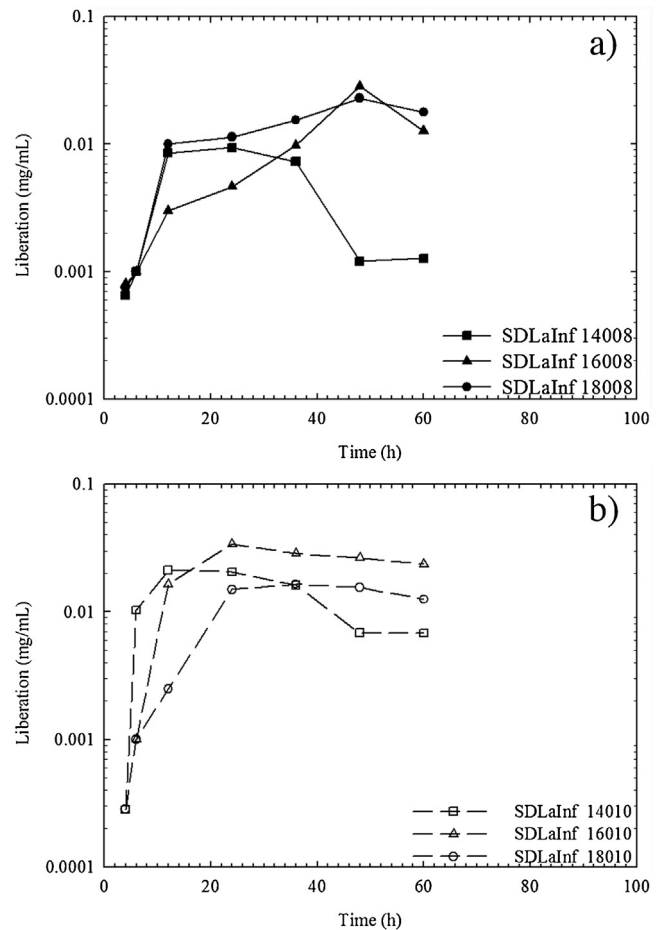 a)
0.1
0.01
0.001
0.0001
Liberation (mg/mL)
SDLaInf 14008
SDLaInf 16008
SDLaInf 18008
0 20 40 60 80 100
Time (h)
b)
0.1
0.01
0.001
0.0001
Liberation (mg/mL)
SDLaInf 14010
SDLaInf 16010
SDLaInf 18010
0 20 40 60 80 100
Time (h)